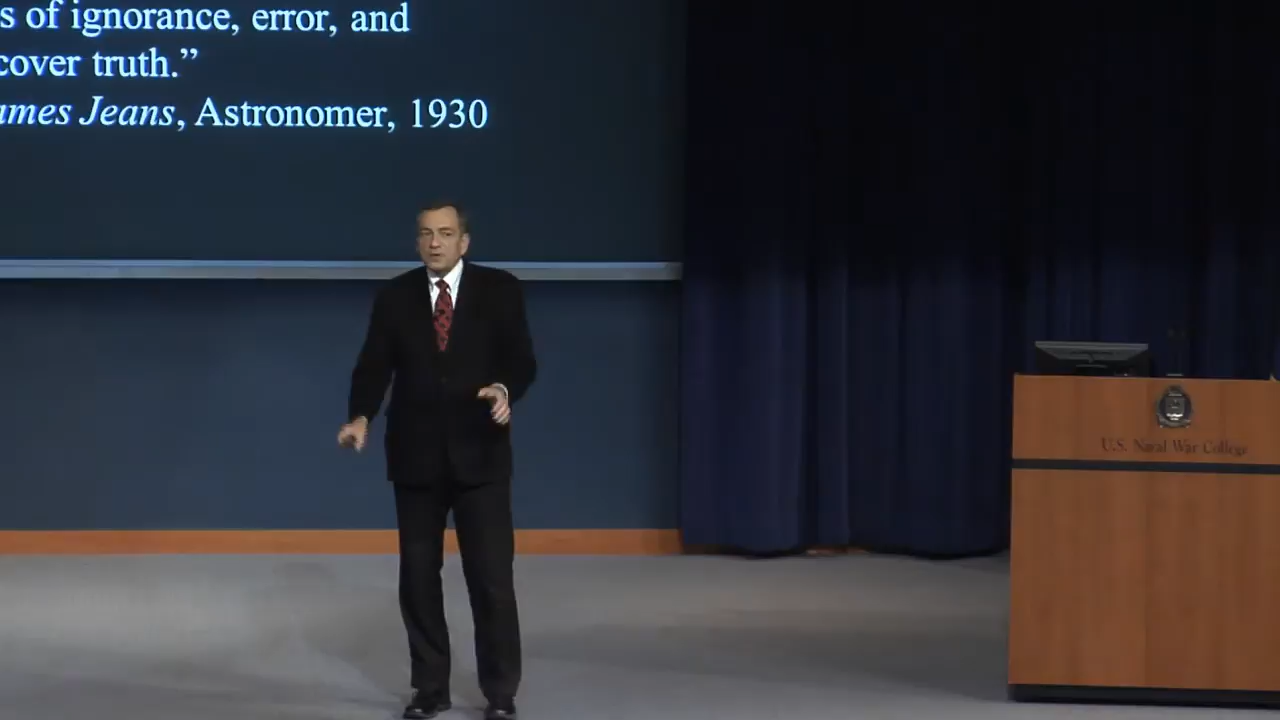 s of ignorance, error, and
cover truth.”
ames Jeans, Astronomer, 1930
U.S. Naval War College